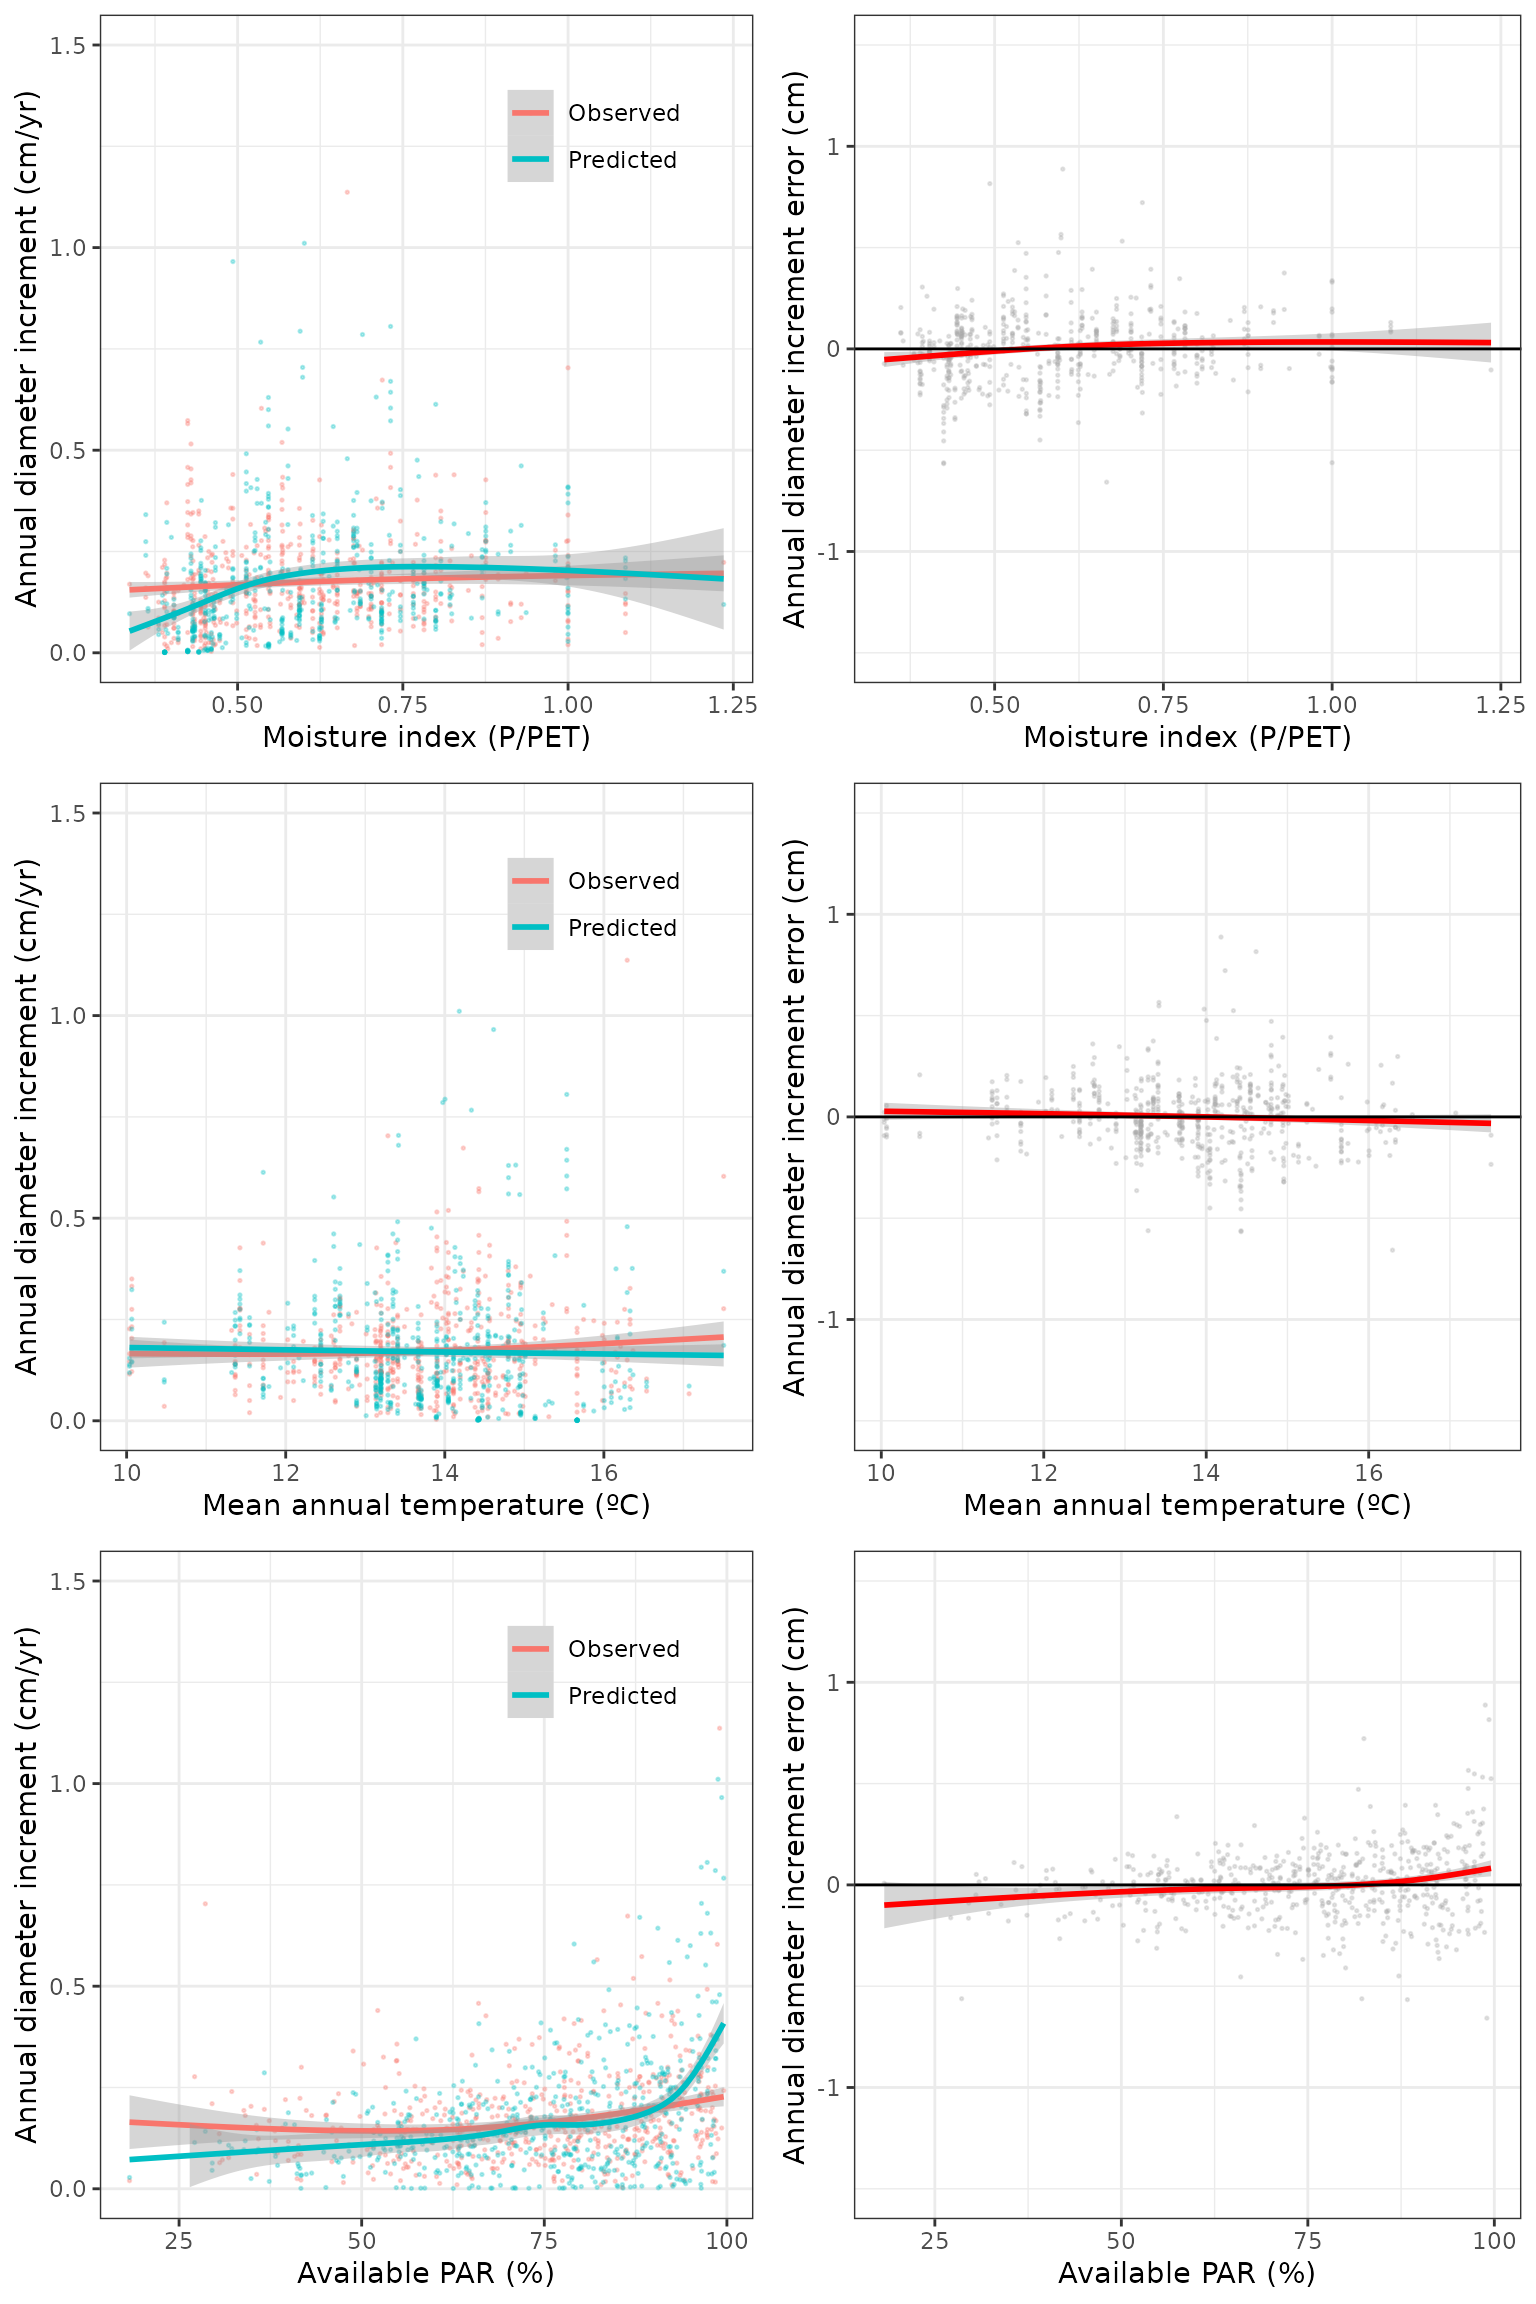 Annual diameter increment (cm/yr)
1.5
1.0
0.5
0.0
Observed
Predicted
0.50 0.75 1.00 1.25
Moisture index (P/PET)
Annual diameter increment error (cm)
1
0
-1
0.50 0.75 1.00 1.25
Moisture index (P/PET)
Annual diameter increment (cm/yr)
1.5
1.0
0.5
0.0
Observed
Predicted
10 12 14 16
Mean annual temperature (ºC)
Annual diameter increment error (cm)
1
0
-1
10 12 14 16
Mean annual temperature (ºC)
Annual diameter increment (cm/yr)
1.5
1.0
0.5
0.0
Observed
Predicted
25 50 75 100
Available PAR (%)
Annual diameter increment error (cm)
1
0
-1
25 50 75 100
Available PAR (%)